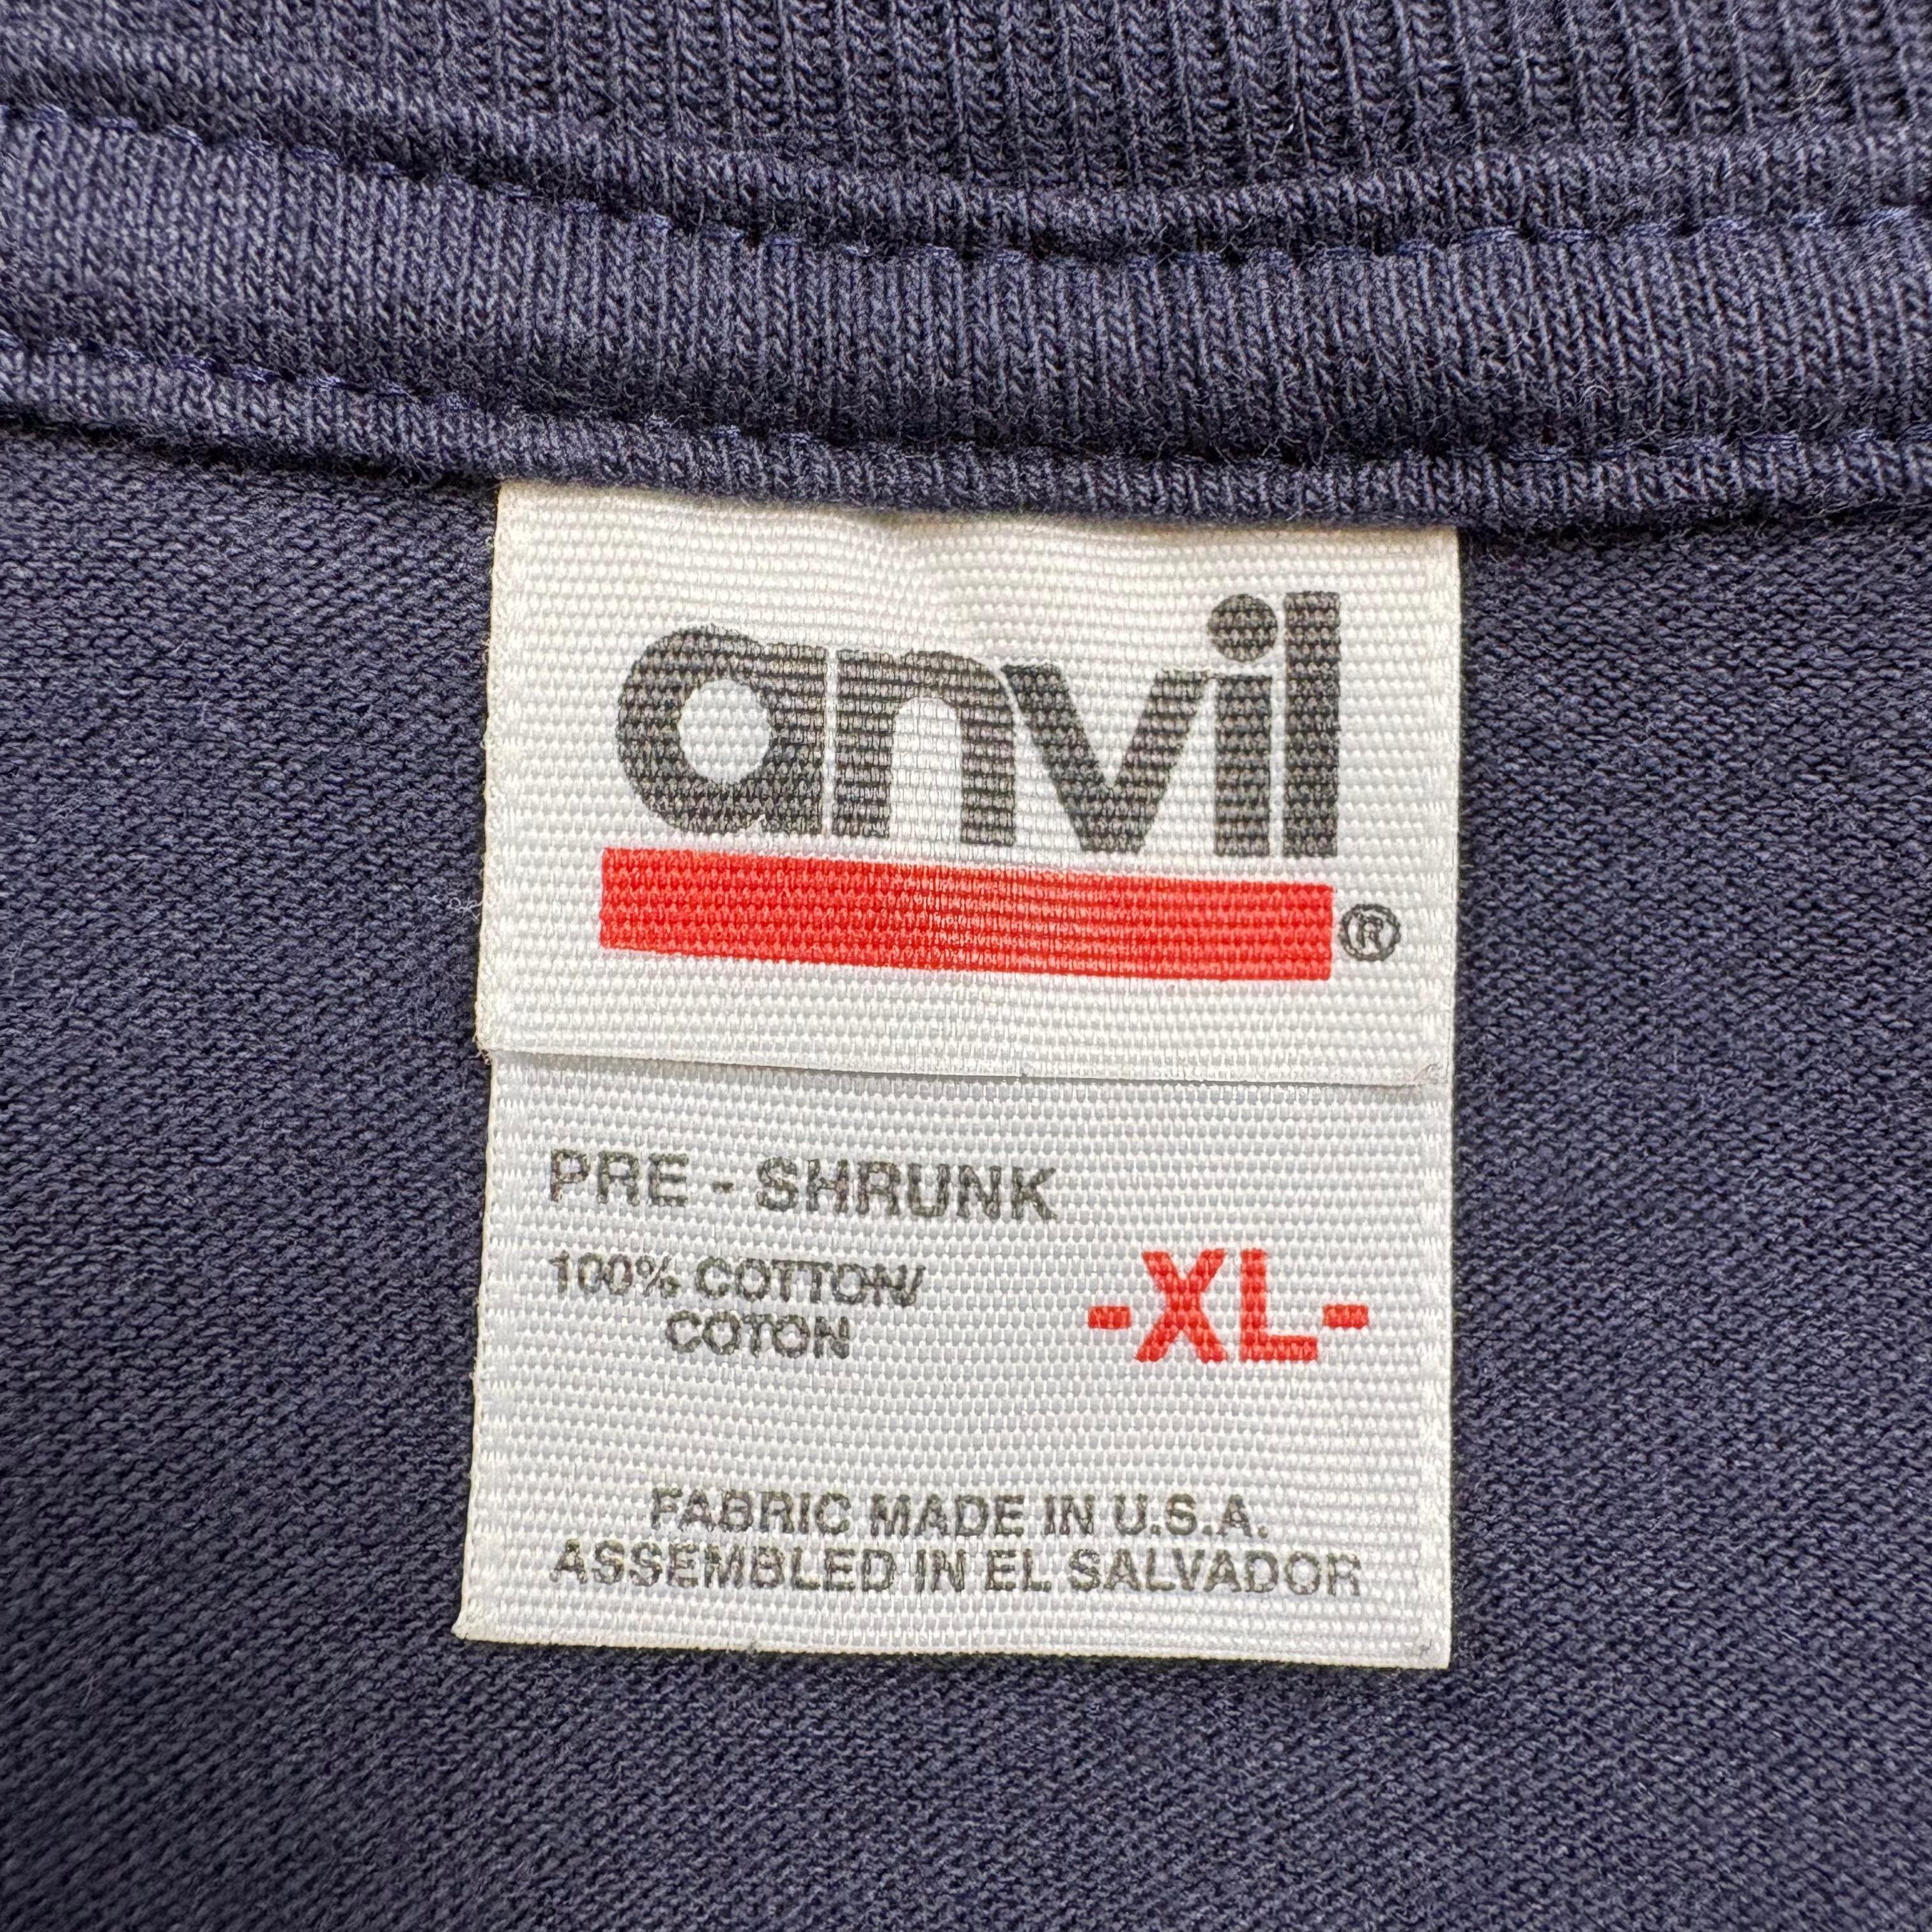 anvil
®
PRE - SHRUNK
100% COTTON/
COTON
-XL-
FABRIC MADE IN U.S.A.
ASSEMBLED IN EL SALVADOR